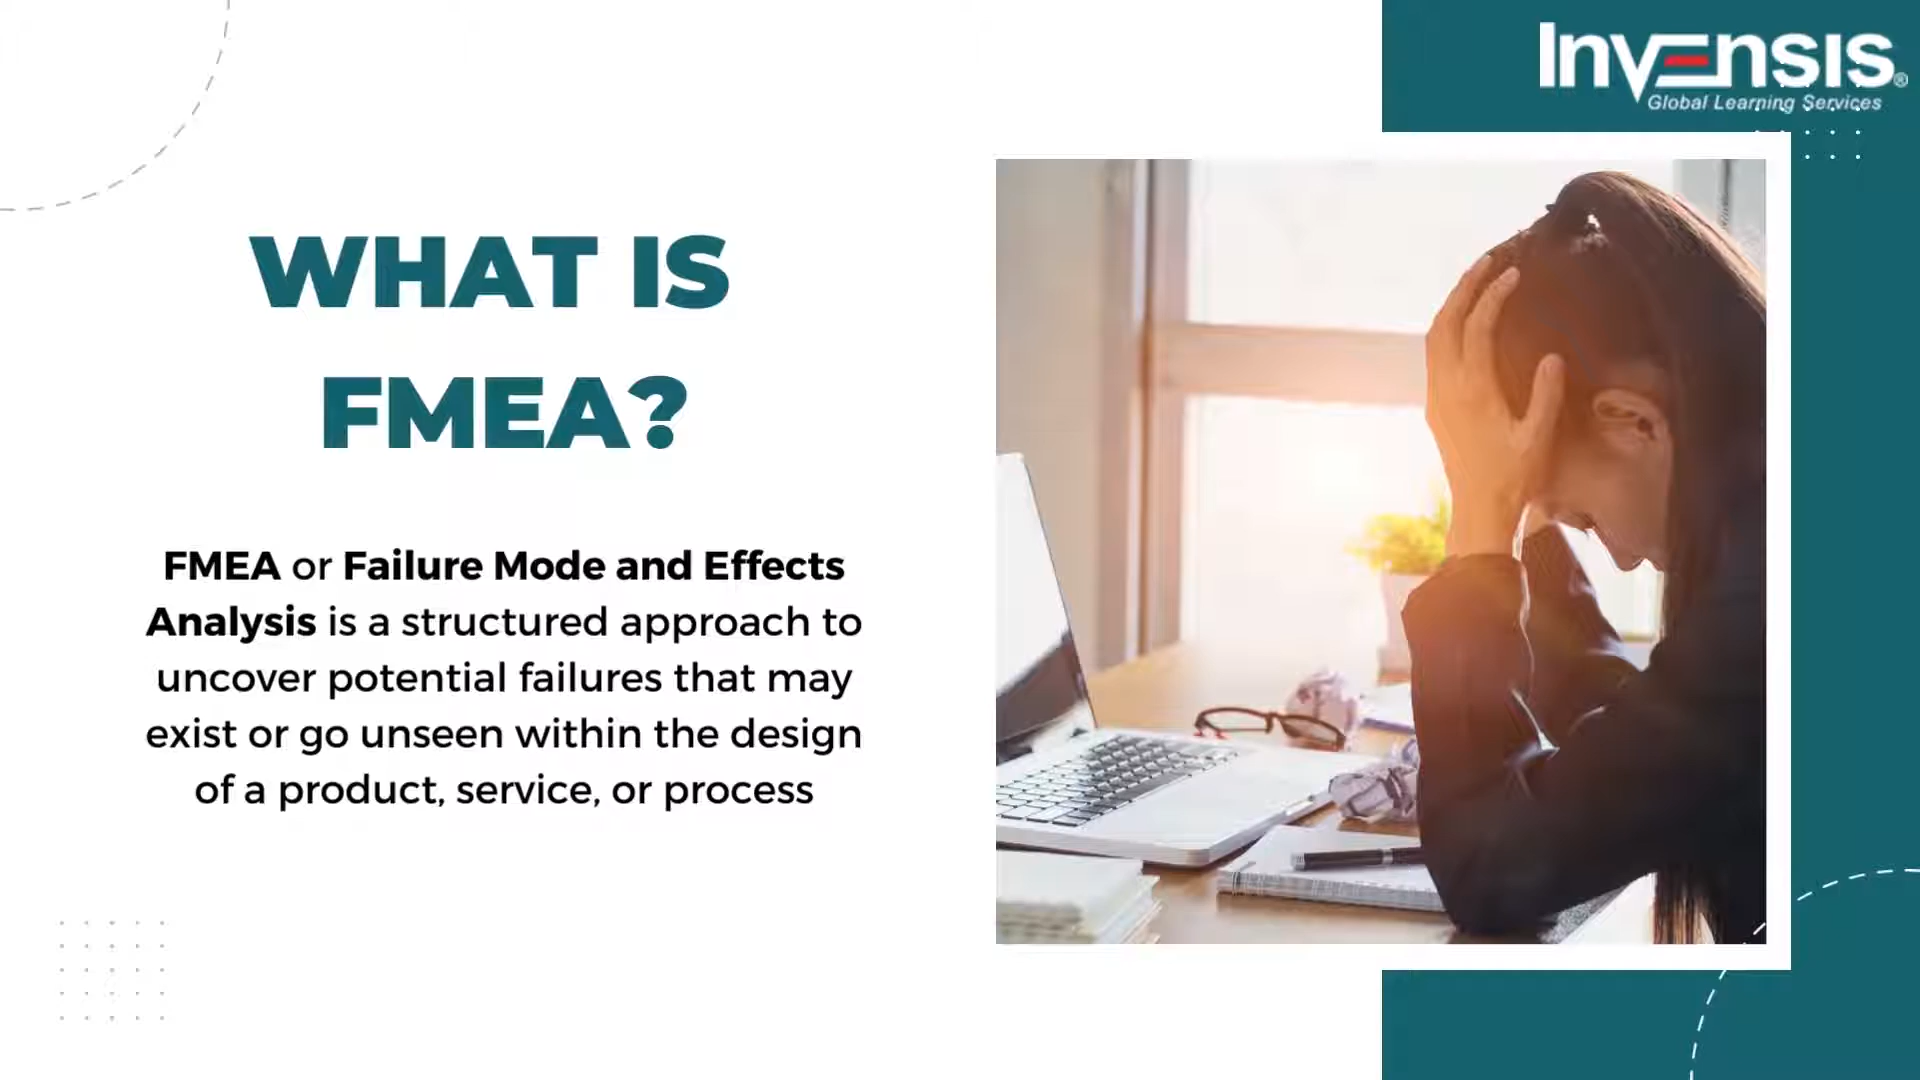 Invensis®
Global Learning Services
WHAT IS
FMEA?
FMEA or Failure Mode and Effects
Analysis is a structured approach to
uncover potential failures that may
exist or go unseen within the design
of a product, service, or process